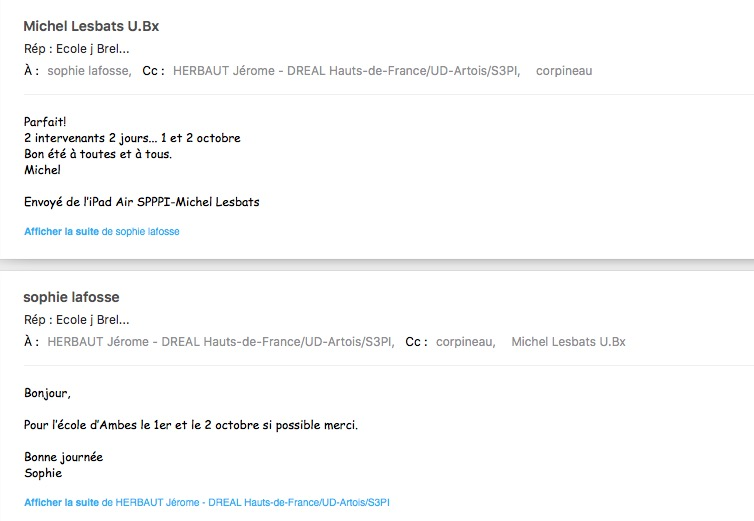 Michel Lesbats U.Bx
Rép : Ecole j Brel...
À : sophie lafosse, Cc : HERBAUT Jérome - DREAL Hauts-de-France/UD-Artois/S3PI, corpineau
Parfait!
2 intervenants 2 jours... 1 et 2 octobre
Bon été à toutes et à tous.
Michel
Envoyé de l'iPad Air SPPPI-Michel Lesbats
Afficher la suite de sophie lafosse
sophie lafosse
Rép : Ecole j Brel...
À : HERBAUT Jérome - DREAL Hauts-de-France/UD-Artois/S3PI, Cc : corpineau, Michel Lesbats U.Bx
Bonjour,
Pour l'école d'Ambes le 1er et le 2 octobre si possible merci.
Bonne journée
Sophie
Afficher la suite de HERBAUT Jérome - DREAL Hauts-de-France/UD-Artois/S3PI